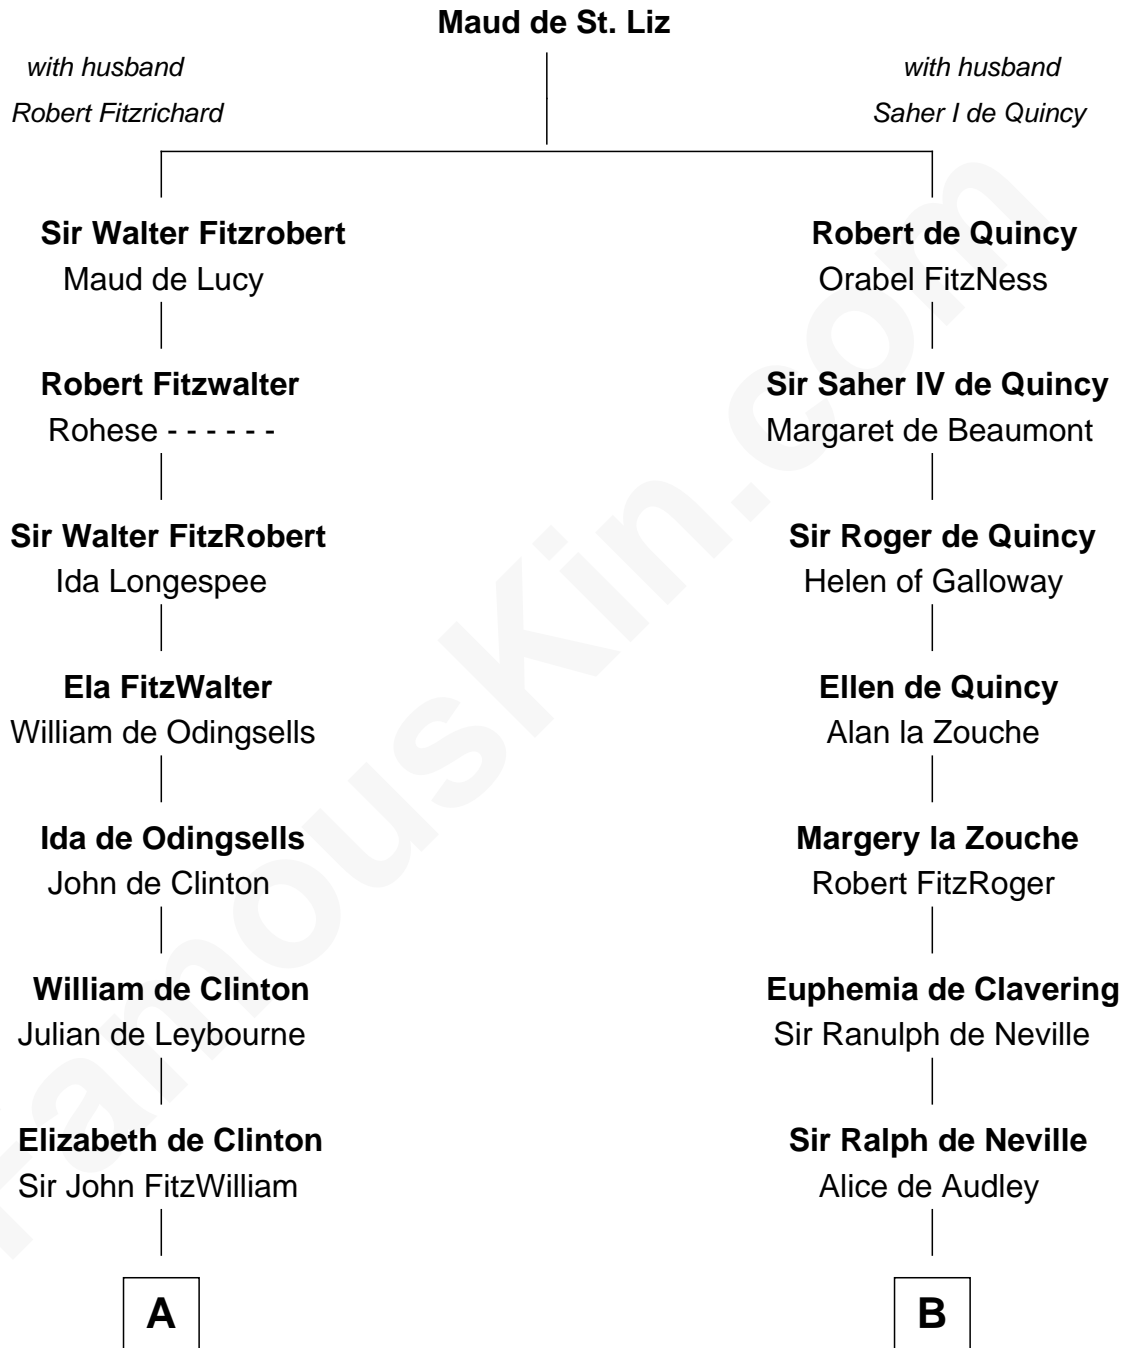 Maud de St. Liz
with husband
Robert Fitzrichard
with husband
Saher I de Quincy
Sir Walter Fitzrobert
Maud de Lucy
Robert de Quincy
Orabel FitzNess
Robert Fitzwalter
Rohese - - - - - -
Sir Saher IV de Quincy
Margaret de Beaumont
Sir Walter FitzRobert
Ida Longespee
Sir Roger de Quincy
Helen of Galloway
Ela FitzWalter
William de Odingsells
Ellen de Quincy
Alan la Zouche
Ida de Odingsells
John de Clinton
Margery la Zouche
Robert FitzRoger
William de Clinton
Julian de Leybourne
Euphemia de Clavering
Sir Ranulph de Neville
Elizabeth de Clinton
Sir John FitzWilliam
Sir Ralph de Neville
Alice de Audley
A
B
FamousKin.com